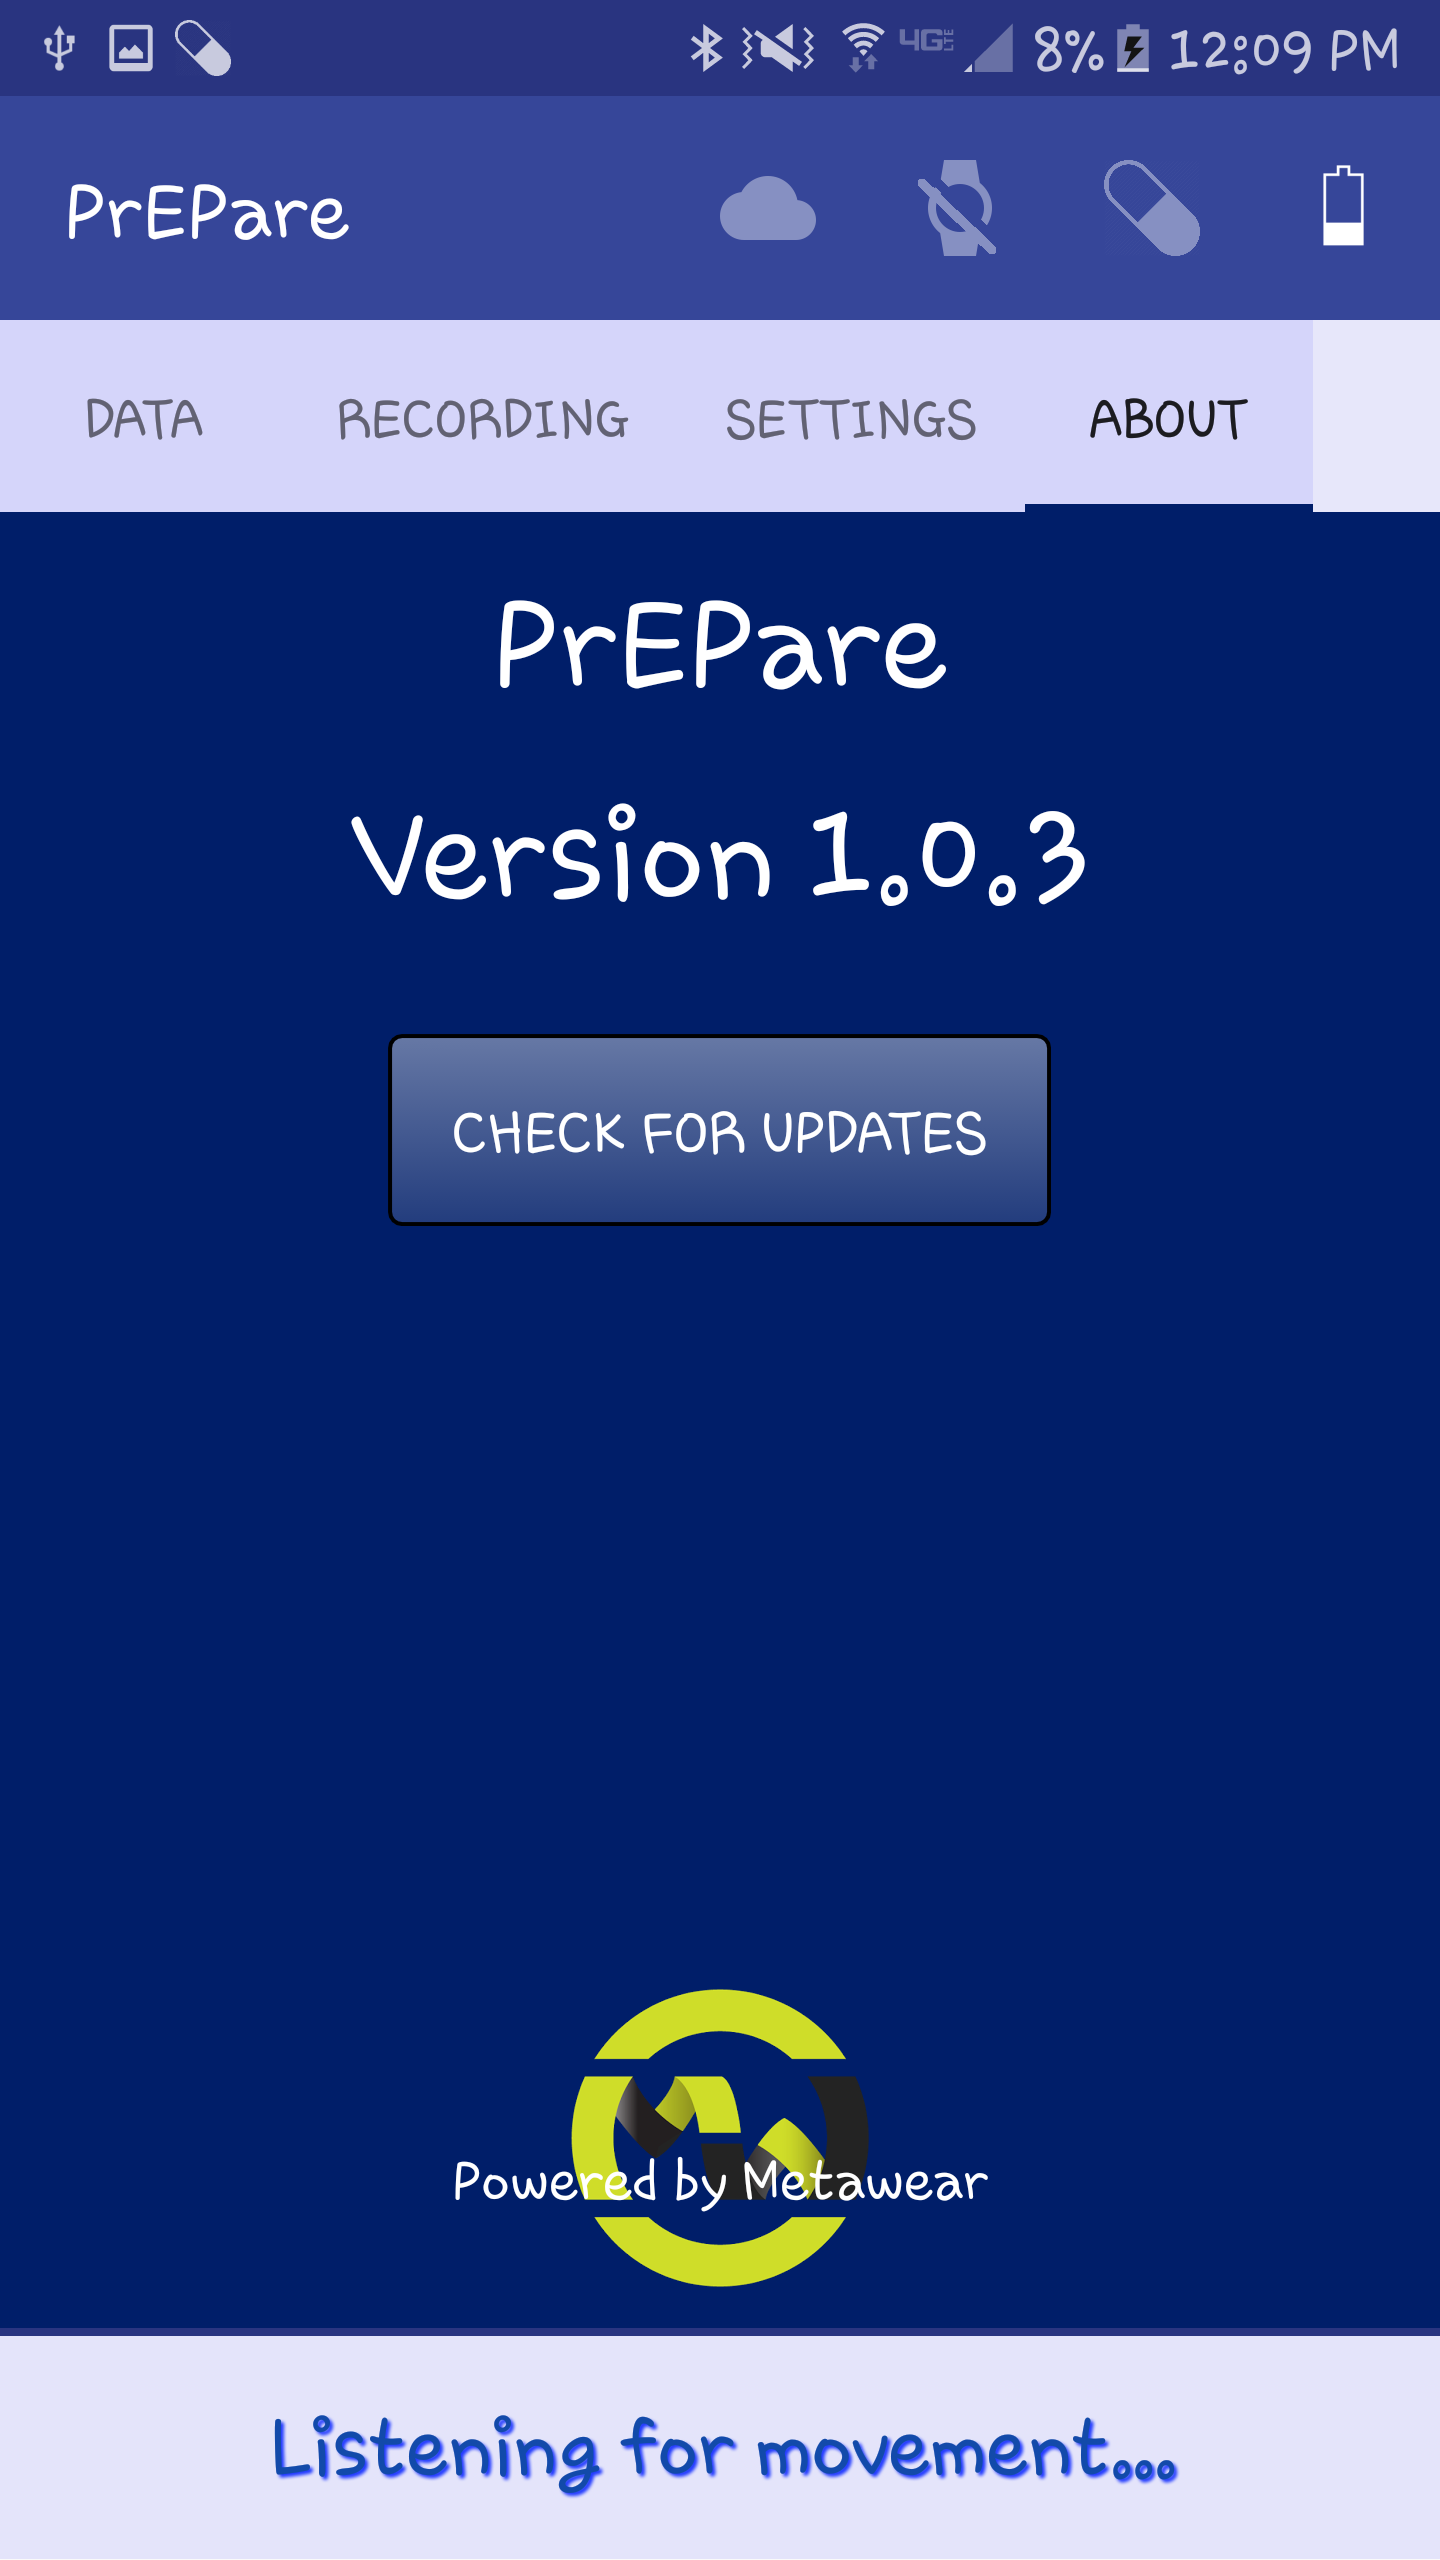 4G LTE 8% 12:09 PM
PrEPare
DATA RECORDING SETTINGS ABOUT
PrEPare
Version 1.0.3
CHECK FOR UPDATES
Powered by Metawear
Listening for movement...